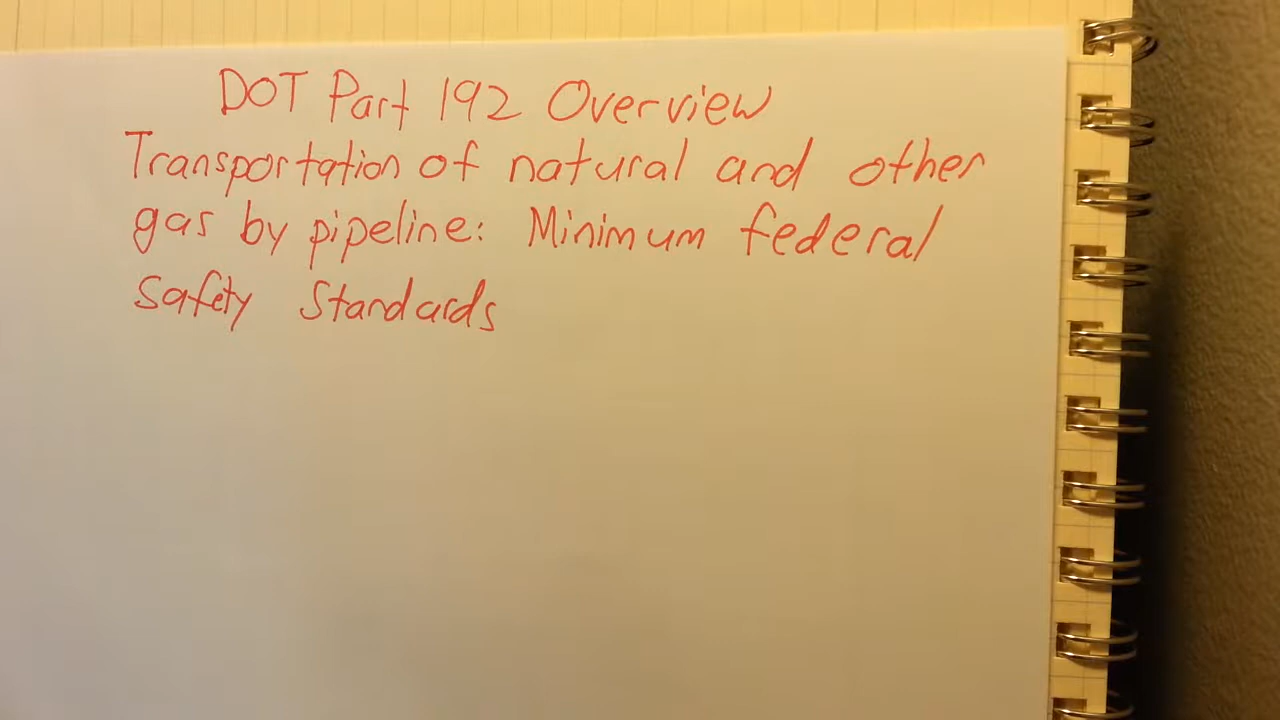 DOT Part 192 Overview
Transportation of natural and other
gas by pipeline: Minimum federal
Safety Standards